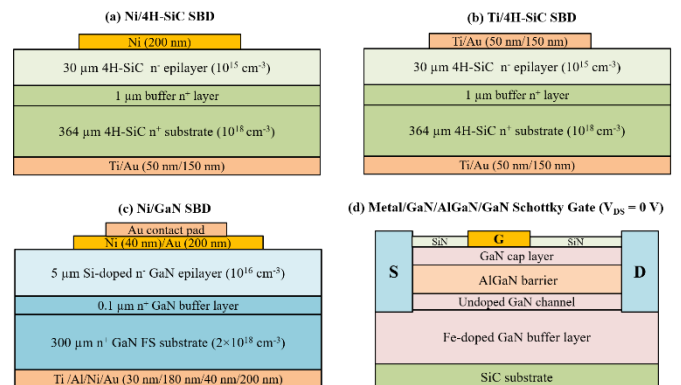 (a) Ni/4H-SiC SBD
Ni (200 nm)
30 µm 4H-SiC n⁻ epilayer (10¹⁵ cm⁻³)
1 µm buffer n⁺ layer
364 µm 4H-SiC n⁺ substrate (10¹⁸ cm⁻³)
Ti/Au (50 nm/150 nm)
(b) Ti/4H-SiC SBD
Ti/Au (50 nm/150 nm)
30 µm 4H-SiC n⁻ epilayer (10¹⁵ cm⁻³)
1 µm buffer n⁺ layer
364 µm 4H-SiC n⁺ substrate (10¹⁸ cm⁻³)
Ti/Au (50 nm/150 nm)
(c) Ni/GaN SBD
Au contact pad
Ni (40 nm)/Au (200 nm)
5 µm Si-doped n⁻ GaN epilayer (10¹⁶ cm⁻³)
0.1 µm n⁺ GaN buffer layer
300 µm n⁺ GaN FS substrate (2×10¹⁸ cm⁻³)
Ti /Al/Ni/Au (30 nm/180 nm/40 nm/200 nm)
(d) Metal/GaN/AlGaN/GaN Schottky Gate (V_DS = 0 V)
SiN G SiN
GaN cap layer
S AlGaN barrier D
Undoped GaN channel
Fe-doped GaN buffer layer
SiC substrate